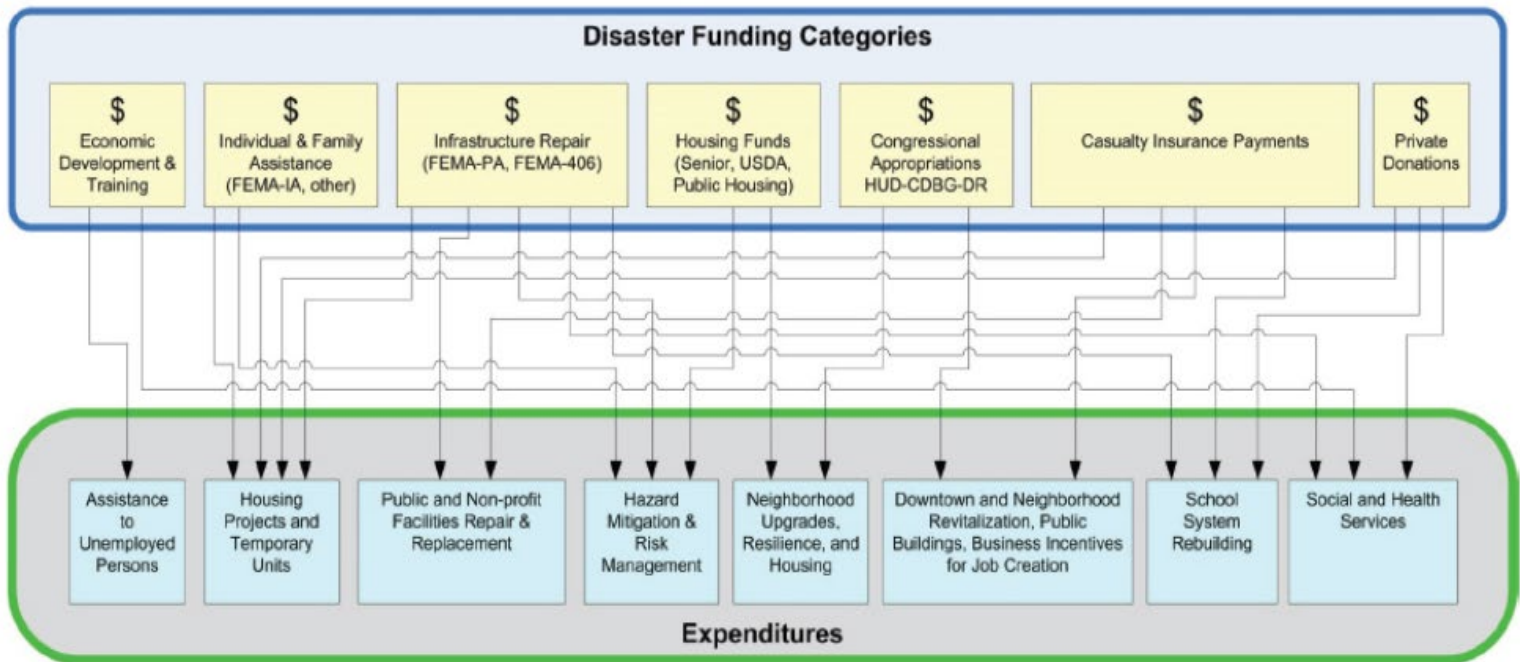 Disaster Funding Categories
$
Economic
Development &
Training
$
Individual & Family
Assistance
(FEMA-IA, other)
$
Infrastructure Repair
(FEMA-PA, FEMA-406)
$
Housing Funds
(Senior, USDA,
Public Housing)
$
Congressional
Appropriations
HUD-CDBG-DR
$
Casualty Insurance Payments
$
Private
Donations
Assistance
to
Unemployed
Persons
Housing
Projects and
Temporary
Units
Public and Non-profit
Facilities Repair &
Replacement
Hazard
Mitigation &
Risk
Management
Neighborhood
Upgrades,
Resilience, and
Housing
Downtown and Neighborhood
Revitalization, Public
Buildings, Business Incentives
for Job Creation
School
System
Rebuilding
Social and Health
Services
Expenditures